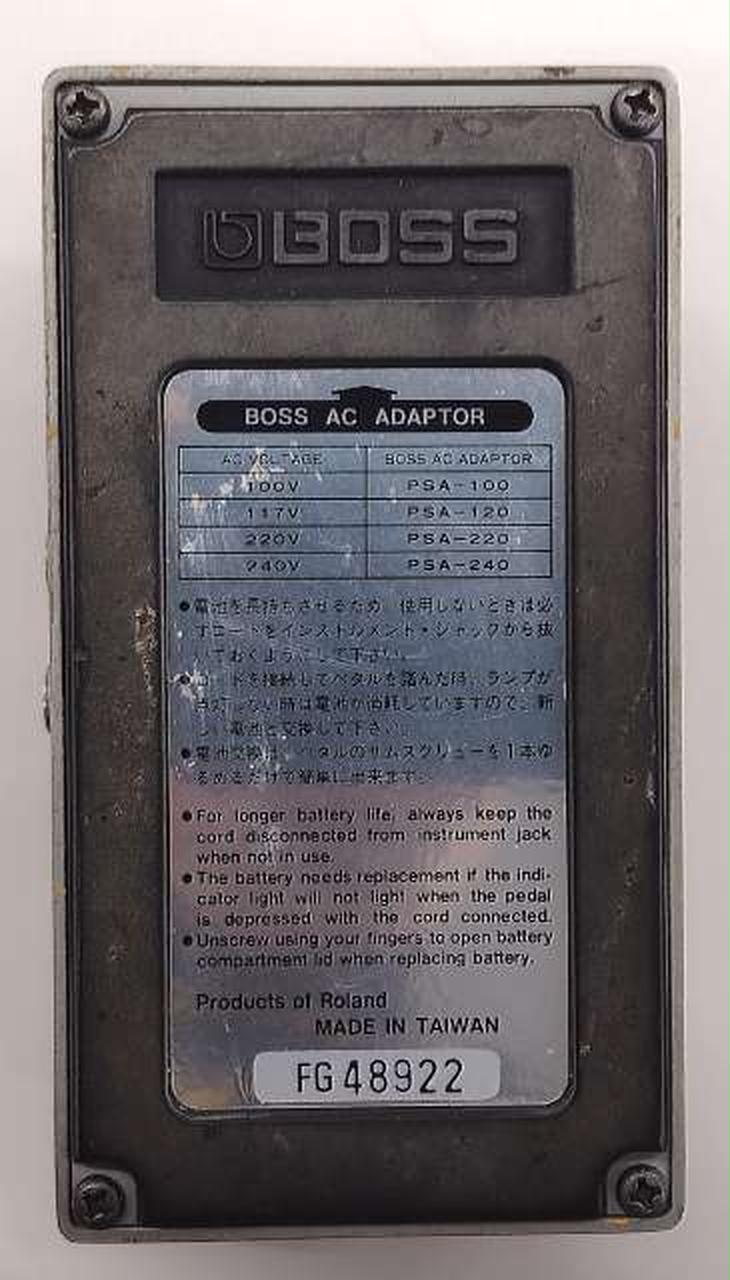 BOSS
BOSS AC ADAPTOR
AC VOLTAGE BOSS AC ADAPTOR
100V PSA-100
117V PSA-120
220V PSA-220
240V PSA-240
●電池を長持ちさせるため、使用しないときは必
ずコードをインストルメント・ジャックから抜
いておくようにして下さい。
●コードを接続してペダルを踏んだ時、ランプが
点灯しない時は電池が消耗していますので、新
しい電池と交換して下さい。
●電池交換は、ペダルのサムスクリューを1本ゆ
るめるだけで簡単に出来ます。
●For longer battery life, always keep the
cord disconnected from instrument jack
when not in use.
●The battery needs replacement if the indi-
cator light will not light when the pedal
is depressed with the cord connected.
●Unscrew using your fingers to open battery
compartment lid when replacing battery.
Products of Roland
MADE IN TAIWAN
FG48922